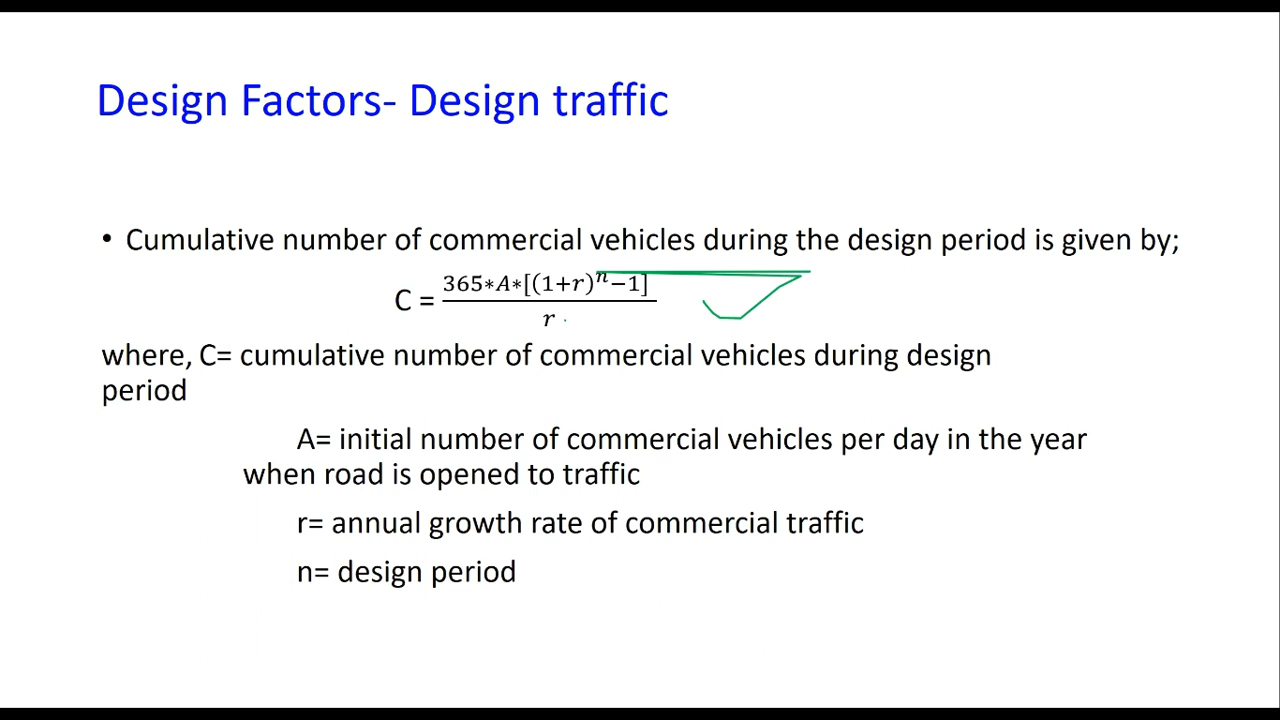 Design Factors- Design traffic
• Cumulative number of commercial vehicles during the design period is given by;
C = \frac{365*A*[(1+r)^n-1]}{r}
where, C= cumulative number of commercial vehicles during design
period
A= initial number of commercial vehicles per day in the year
when road is opened to traffic
r= annual growth rate of commercial traffic
n= design period